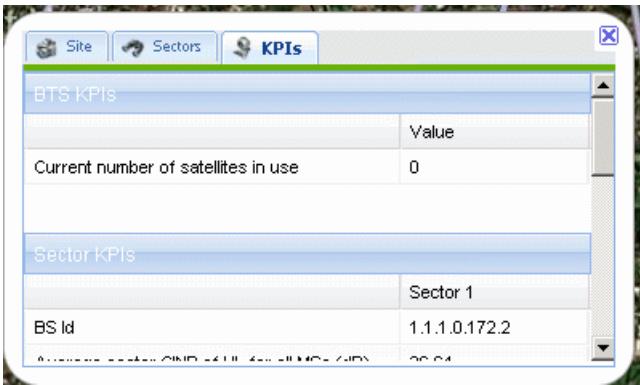 Site Sectors KPIs
BTS KPIs
Value
Current number of satellites in use 0
Sector KPIs
Sector 1
BS Id 1.1.1.0.172.2